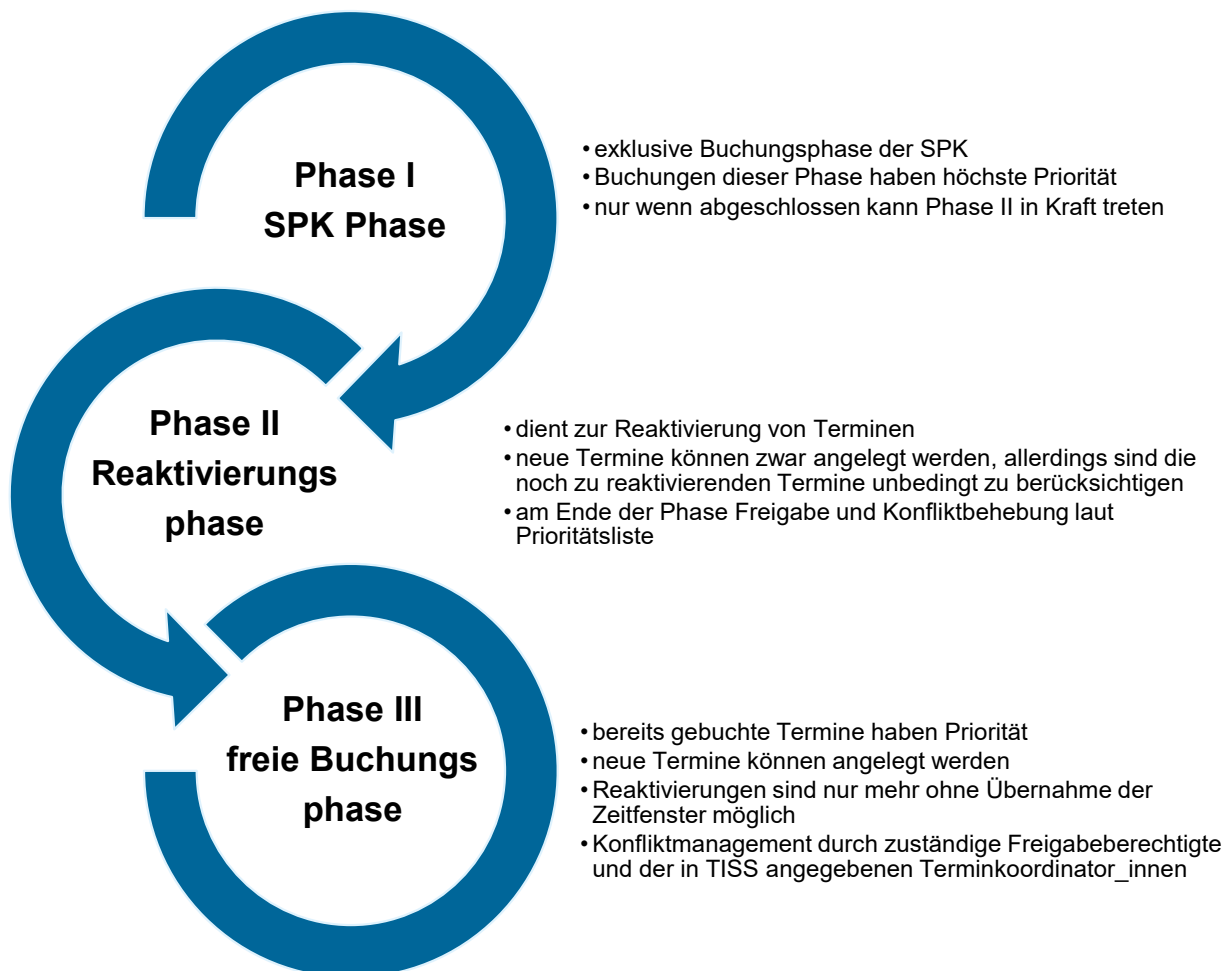 Phase I
SPK Phase
• exklusive Buchungsphase der SPK
• Buchungen dieser Phase haben höchste Priorität
• nur wenn abgeschlossen kann Phase II in Kraft treten
Phase II
Reaktivierungs
phase
• dient zur Reaktivierung von Terminen
• neue Termine können zwar angelegt werden, allerdings sind die
noch zu reaktivierenden Termine unbedingt zu berücksichtigen
• am Ende der Phase Freigabe und Konfliktbehebung laut
Prioritätsliste
Phase III
freie Buchungs
phase
• bereits gebuchte Termine haben Priorität
• neue Termine können angelegt werden
• Reaktivierungen sind nur mehr ohne Übernahme der
Zeitfenster möglich
• Konfliktmanagement durch zuständige Freigabeberechtigte
und der in TISS angegebenen Terminkoordinator_innen